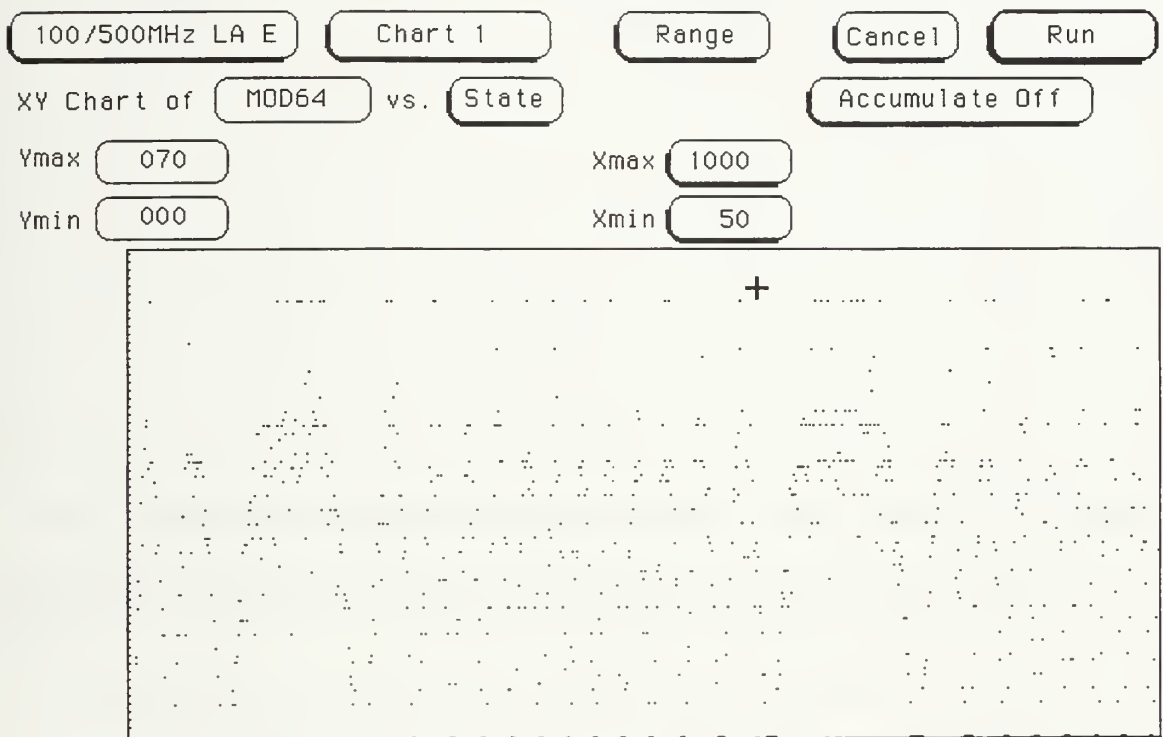 100/500MHz LA E Chart 1 Range Cancel Run
XY Chart of MOD64 vs. State Accumulate Off
Ymax 070 Xmax 1000
Ymin 000 Xmin 50